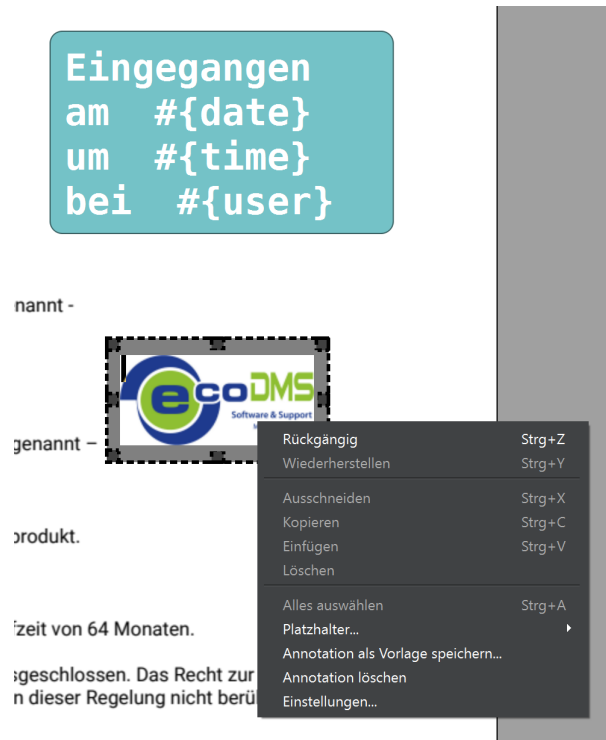 Eingegangen
am #{date}
um #{time}
bei #{user}
nannt -
ecoDMS
Software & Support
genannt –
produkt.
fzeit von 64 Monaten.
sgeschlossen. Das Recht zur
n dieser Regelung nicht berü
Rückgängig Strg+Z
Wiederherstellen Strg+Y
Ausschneiden Strg+X
Kopieren Strg+C
Einfügen Strg+V
Löschen
Alles auswählen Strg+A
Platzhalter...
Annotation als Vorlage speichern...
Annotation löschen
Einstellungen...